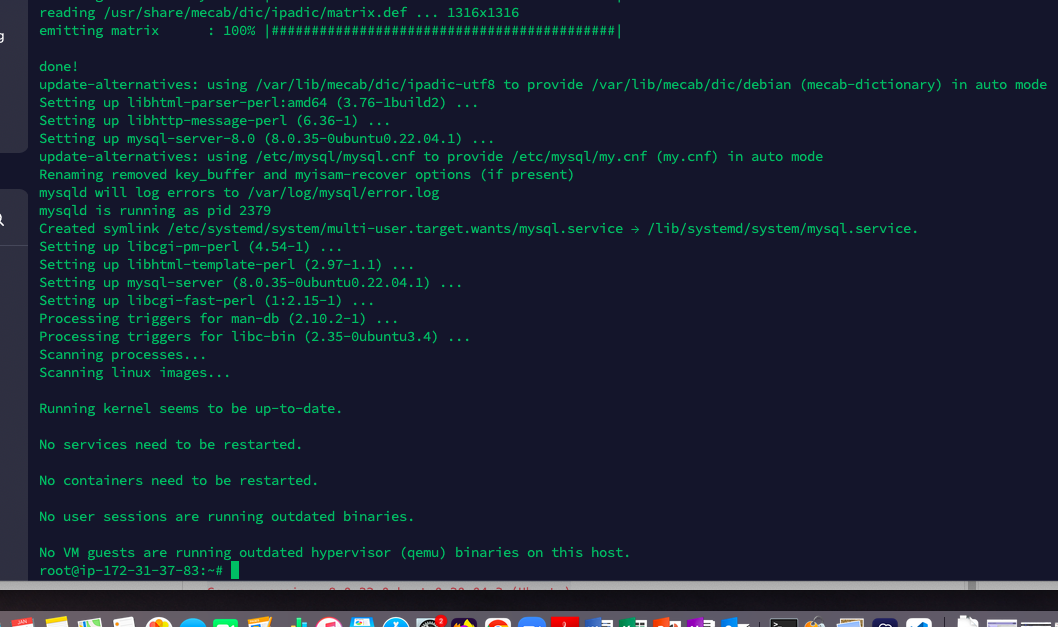 reading /usr/share/mecab/dic/ipadic/matrix.def ... 1316x1316
emitting matrix      : 100% |###########################################|
done!
update-alternatives: using /var/lib/mecab/dic/ipadic-utf8 to provide /var/lib/mecab/dic/debian (mecab-dictionary) in auto mode
Setting up libhtml-parser-perl:amd64 (3.76-1build2) ...
Setting up libhttp-message-perl (6.36-1) ...
Setting up mysql-server-8.0 (8.0.35-0ubuntu0.22.04.1) ...
update-alternatives: using /etc/mysql/mysql.cnf to provide /etc/mysql/my.cnf (my.cnf) in auto mode
Renaming removed key_buffer and myisam-recover options (if present)
mysqld will log errors to /var/log/mysql/error.log
mysqld is running as pid 2379
Created symlink /etc/systemd/system/multi-user.target.wants/mysql.service → /lib/systemd/system/mysql.service.
Setting up libcgi-pm-perl (4.54-1) ...
Setting up libhtml-template-perl (2.97-1.1) ...
Setting up mysql-server (8.0.35-0ubuntu0.22.04.1) ...
Setting up libcgi-fast-perl (1:2.15-1) ...
Processing triggers for man-db (2.10.2-1) ...
Processing triggers for libc-bin (2.35-0ubuntu3.4) ...
Scanning processes...
Scanning linux images...
Running kernel seems to be up-to-date.
No services need to be restarted.
No containers need to be restarted.
No user sessions are running outdated binaries.
No VM guests are running outdated hypervisor (qemu) binaries on this host.
root@ip-172-31-37-83:~#